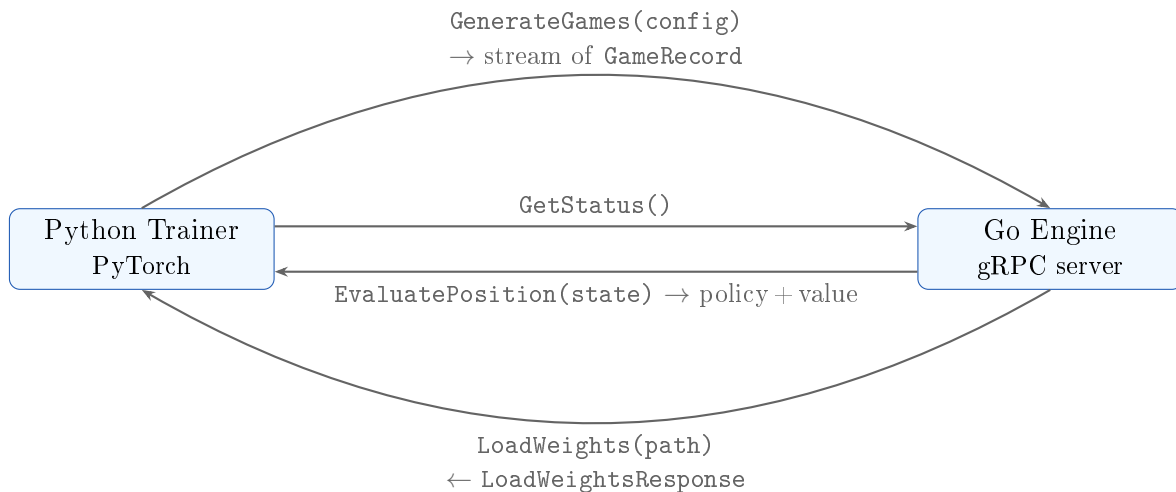 GenerateGames(config)
→ stream of GameRecord
GetStatus()
Python Trainer
PyTorch
Go Engine
gRPC server
EvaluatePosition(state) → policy + value
LoadWeights(path)
← LoadWeightsResponse